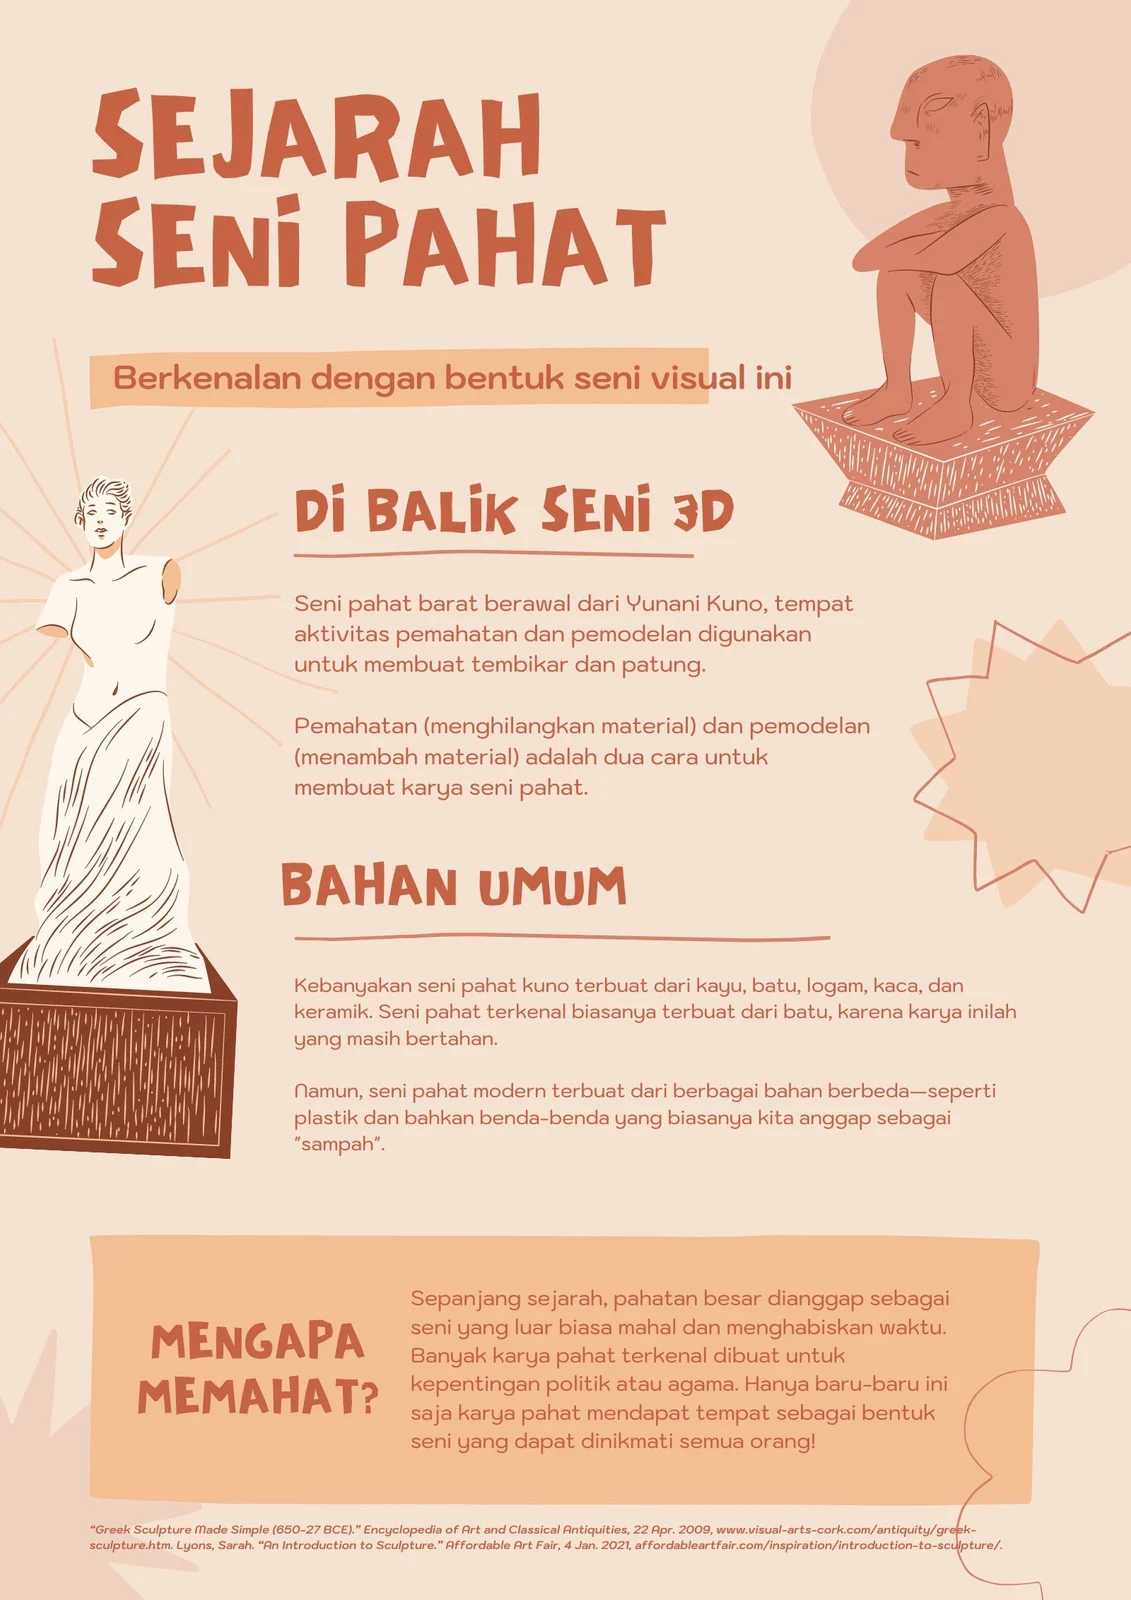 SEJARAH
SENI PAHAT
Berkenalan dengan bentuk seni visual ini
DI BALIK SENI 3D
Seni pahat barat berawal dari Yunani Kuno, tempat
aktivitas pemahatan dan pemodelan digunakan
untuk membuat tembikar dan patung.
Pemahatan (menghilangkan material) dan pemodelan
(menambah material) adalah dua cara untuk
membuat karya seni pahat.
BAHAN UMUM
Kebanyakan seni pahat kuno terbuat dari kayu, batu, logam, kaca, dan
keramik. Seni pahat terkenal biasanya terbuat dari batu, karena karya inilah
yang masih bertahan.
Namun, seni pahat modern terbuat dari berbagai bahan berbeda—seperti
plastik dan bahkan benda-benda yang biasanya kita anggap sebagai
"sampah".
MENGAPA
MEMAHAT?
Sepanjang sejarah, pahatan besar dianggap sebagai
seni yang luar biasa mahal dan menghabiskan waktu.
Banyak karya pahat terkenal dibuat untuk
kepentingan politik atau agama. Hanya baru-baru ini
saja karya pahat mendapat tempat sebagai bentuk
seni yang dapat dinikmati semua orang!
“Greek Sculpture Made Simple (650-27 BCE).” Encyclopedia of Art and Classical Antiquities, 22 Apr. 2009, www.visual-arts-cork.com/antiquity/greek-
sculpture.htm. Lyons, Sarah. “An Introduction to Sculpture.” Affordable Art Fair, 4 Jan. 2021, affordableartfair.com/inspiration/introduction-to-sculpture/.